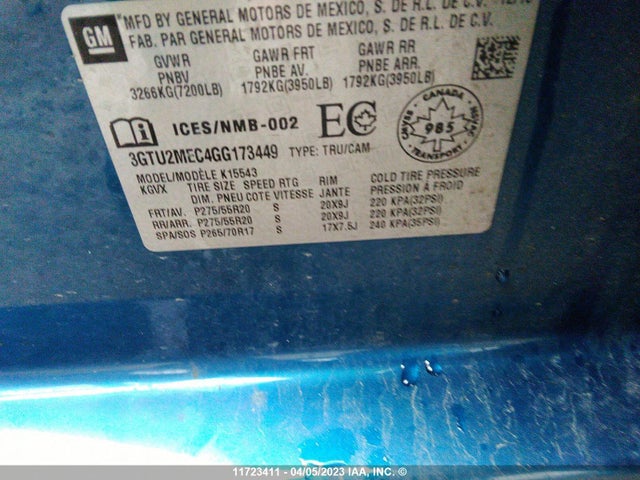 GM
MFD BY GENERAL MOTORS DE MEXICO, S. DE R.L. DE C.V.
FAB. PAR GENERAL MOTORS DE MEXICO, S. DE R.L. DE C.V.
GVWR GAWR FRT GAWR RR
PNBV PNBE AV. PNBE ARR.
3266KG(7200LB) 1792KG(3950LB) 1792KG(3950LB)
ICES/NMB-002 EC
CANADA
985
TRANSPORT
3GTU2MEC4GG173449 TYPE: TRU/CAM
MODEL/MODÈLE K15543
KGVX TIRE SIZE SPEED RTG RIM COLD TIRE PRESSURE
DIM. PNEU COTE VITESSE JANTE PRESSION À FROID
FRT/AV. P275/55R20 S 20X9J 220 KPA(32PSI)
RR/ARR. P275/55R20 S 20X9J 220 KPA(32PSI)
SPA/SOS P265/70R17 S 17X7.5J 240 KPA(35PSI)
11723411 - 04/05/2023 IAA, INC. ©